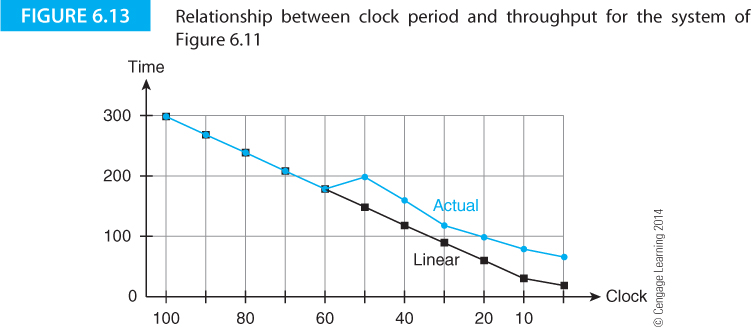 FIGURE 6.13
Relationship between clock period and throughput for the system of
Figure 6.11
Time
300
200
100
0
Actual
Linear
Clock
100
80
60
40
20
10
© Cengage Learning 2014